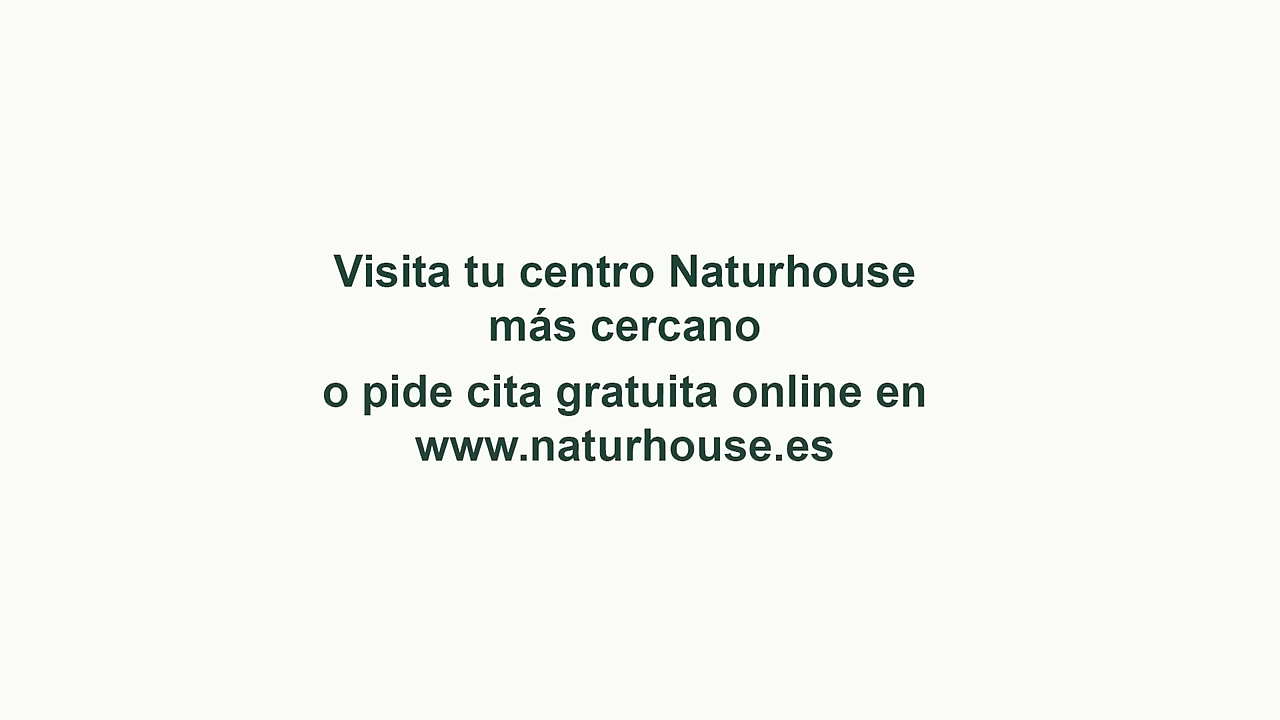 Visita tu centro Naturhouse
más cercano
o pide cita gratuita online en
www.naturhouse.es